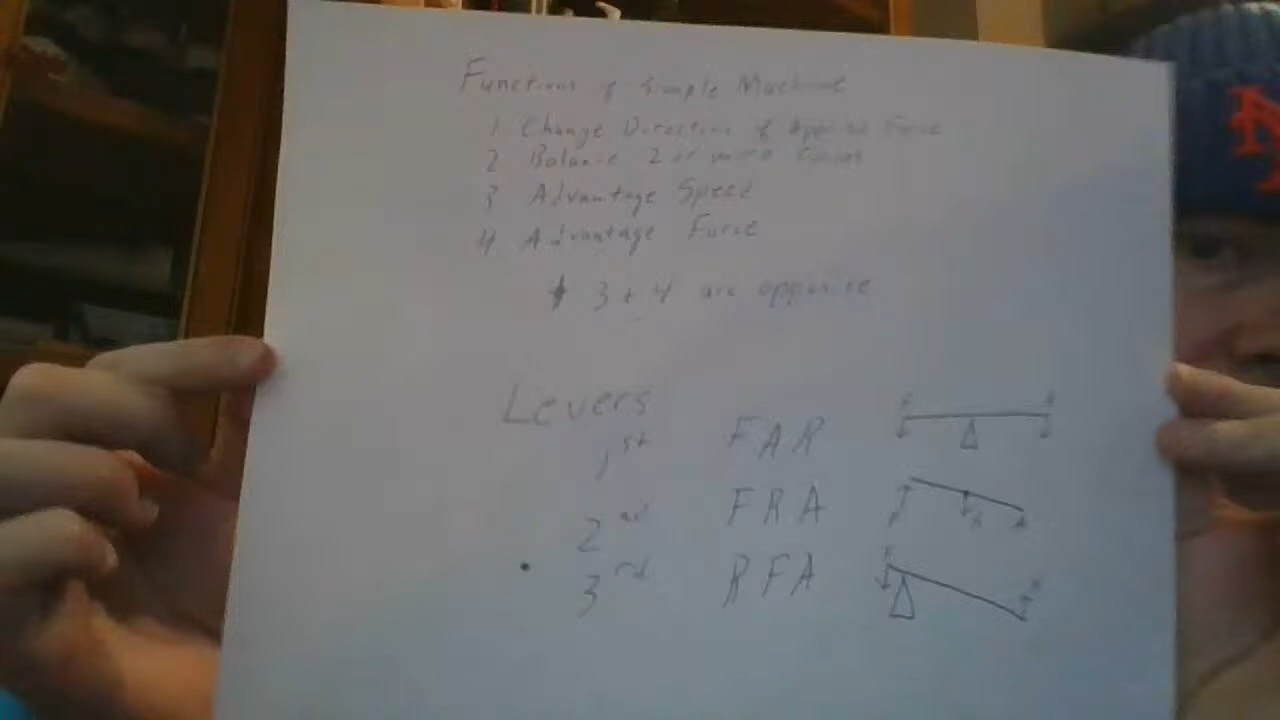 Functions of Simple Machine
1 Change Direction of Applied Force
2 Balance 2 or more Forces
3 Advantage Speed
4 Advantage Force
3 + 4 are opposite
Levers
1st FAR
2nd FRA
3rd RFA